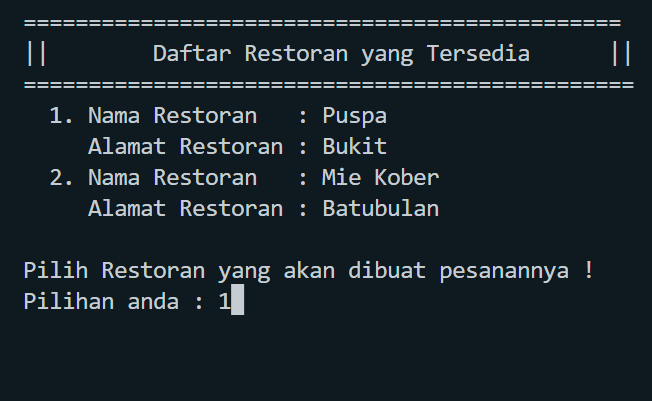 ==============================================
||        Daftar Restoran yang Tersedia      ||
===============================================
  1. Nama Restoran   : Puspa
     Alamat Restoran : Bukit
  2. Nama Restoran   : Mie Kober
     Alamat Restoran : Batubulan

Pilih Restoran yang akan dibuat pesanannya !
Pilihan anda : 1